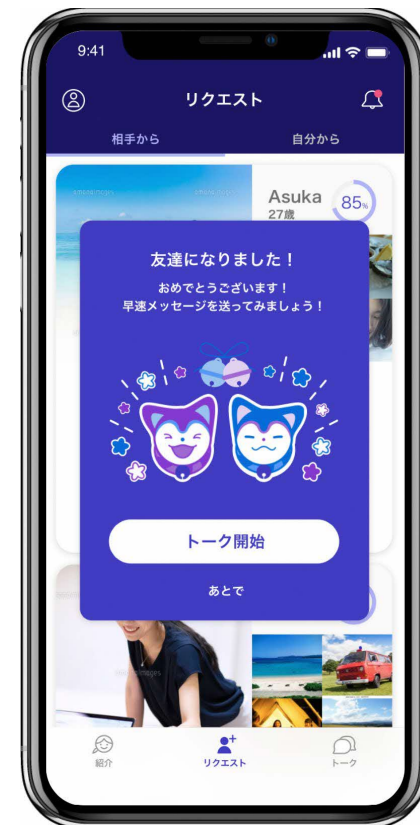 9:41
リクエスト
相手から
自分から
Asuka
27歳
85%
友達になりました！
おめでとうございます！
早速メッセージを送ってみましょう！
トーク開始
あとで
紹介
リクエスト
トーク